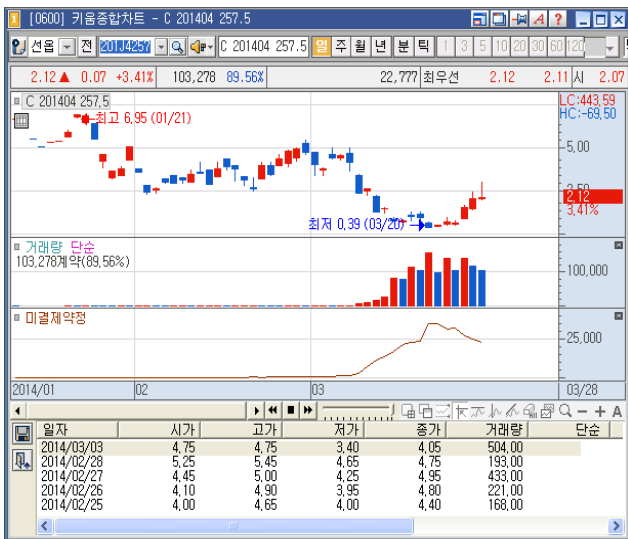 [0600] 키움종합차트 - C 201404 257.5
선옵 전 201J4257 C 201404 257.5 일 주 월 년 분 틱 1 3 5 10 20 30 60 120
2.12 ▲ 0.07 +3.41% 103,278 89.56% 22,777 최우선 2.12 2.11 시 2.07
C 201404 257.5
LC:443.59
HC:-69.50
최고 6.95 (01/21)
5.00
2.50
2.12
3.41%
최저 0.39 (03/20)
거래량 단순
103,278계약(89.56%)
100,000
미결제약정
25,000
2014/01 02 03 03/28
일자 시가 고가 저가 종가 거래량 단순
2014/03/03 4.75 4.75 3.40 4.05 504.00
2014/02/28 5.25 5.45 4.65 4.75 193.00
2014/02/27 4.45 5.00 4.25 4.95 433.00
2014/02/26 4.10 4.90 3.95 4.80 221.00
2014/02/25 4.00 4.65 4.00 4.40 168.00